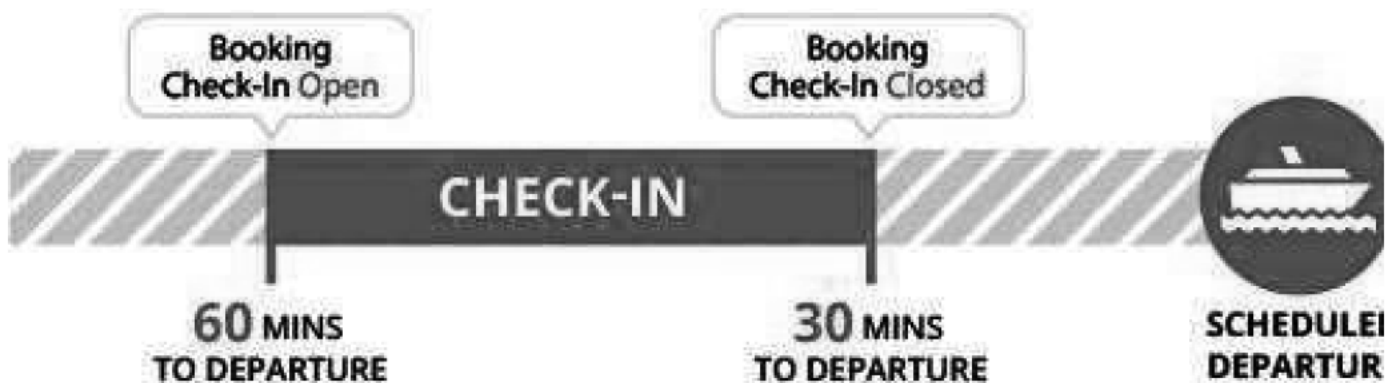 Booking
Check-In Open
Booking
Check-In Closed
CHECK-IN
60 MINS
TO DEPARTURE
30 MINS
TO DEPARTURE
SCHEDULE
DEPARTUR